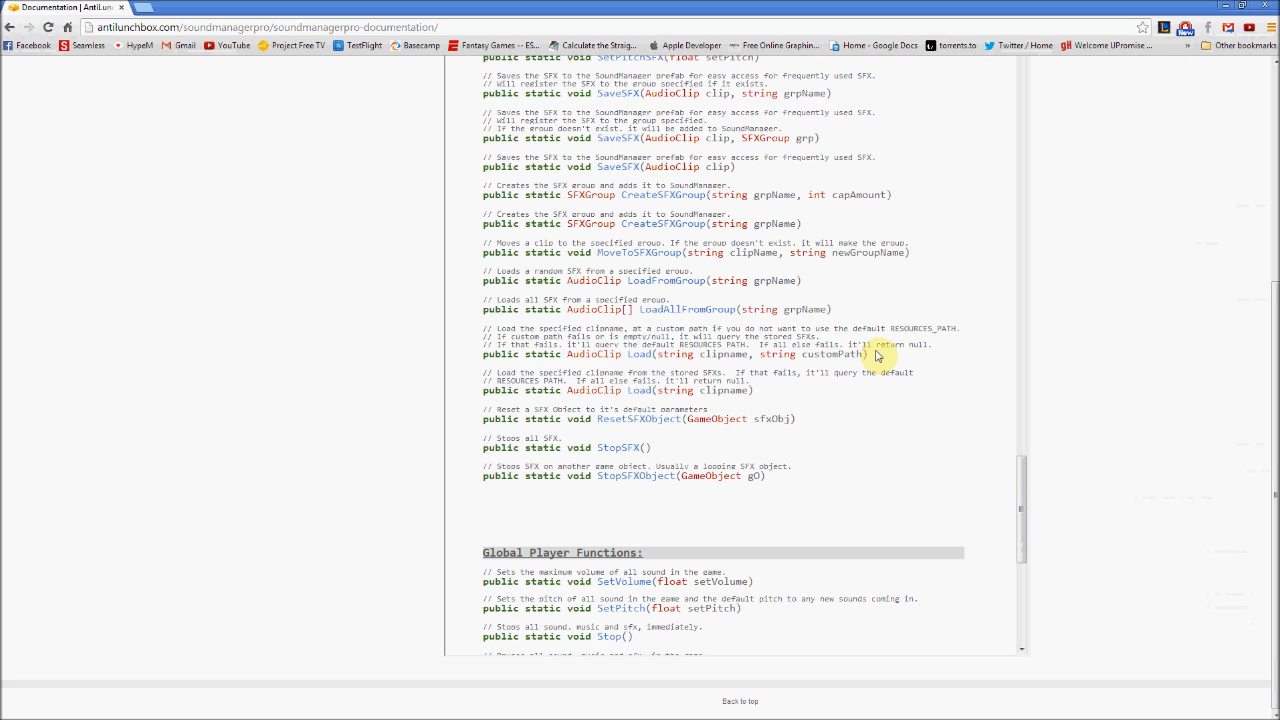 Documentation | AntiLunch
antilunchbox.com/soundmanagerpro/soundmanagerpro-documentation/
Facebook Seamless HypeM Gmail YouTube Project Free TV TestFlight Basecamp Fantasy Games -- ES... Calculate the Straig... Apple Developer Free Online Graphin... Home - Google Docs torrents.to Twitter / Home Welcome UPromise ... » Other bookmarks
public static void SetPitchSFX(float setPitch)
// Saves the SFX to the SoundManager prefab for easy access for frequently used SFX.
// Will register the SFX to the group specified if it exists.
public static void SaveSFX(AudioClip clip, string grpName)
// Saves the SFX to the SoundManager prefab for easy access for frequently used SFX.
// Will register the SFX to the group specified.
// If the group doesn't exist, it will be added to SoundManager.
public static void SaveSFX(AudioClip clip, SFXGroup grp)
// Saves the SFX to the SoundManager prefab for easy access for frequently used SFX.
public static void SaveSFX(AudioClip clip)
// Creates the SFX group and adds it to SoundManager.
public static SFXGroup CreateSFXGroup(string grpName, int capAmount)
// Creates the SFX group and adds it to SoundManager.
public static SFXGroup CreateSFXGroup(string grpName)
// Moves a clip to the specified group. If the group doesn't exist, it will make the group.
public static void MoveToSFXGroup(string clipName, string newGroupName)
// Loads a random SFX from a specified group.
public static AudioClip LoadFromGroup(string grpName)
// Loads all SFX from a specified group.
public static AudioClip[] LoadAllFromGroup(string grpName)
// Load the specified clipname, at a custom path if you do not want to use the default RESOURCES_PATH.
// If custom path fails or is empty/null, it will query the stored SFXs.
// If that fails, it'll query the default RESOURCES_PATH.  If all else fails, it'll return null.
public static AudioClip Load(string clipname, string customPath)
// Load the specified clipname from the stored SFXs.  If that fails, it'll query the default
// RESOURCES_PATH.  If all else fails, it'll return null.
public static AudioClip Load(string clipname)
// Reset a SFX Object to it's default parameters
public static void ResetSFXObject(GameObject sfxObj)
// Stops all SFX.
public static void StopSFX()
// Stops SFX on another game object. Usually a looping SFX object.
public static void StopSFXObject(GameObject gO)
Global Player Functions:
// Sets the maximum volume of all sound in the game.
public static void SetVolume(float setVolume)
// Sets the pitch of all sound in the game and the default pitch to any new sounds coming in.
public static void SetPitch(float setPitch)
// Stops all sound, music and sfx, immediately.
public static void Stop()
Back to top